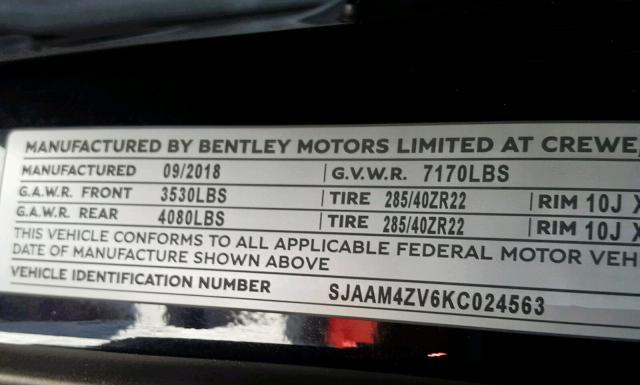 MANUFACTURED BY BENTLEY MOTORS LIMITED AT CREWE,
MANUFACTURED 09/2018 G.V.W.R. 7170LBS
G.A.W.R. FRONT 3530LBS TIRE 285/40ZR22 RIM 10J X
G.A.W.R. REAR 4080LBS TIRE 285/40ZR22 RIM 10J X
THIS VEHICLE CONFORMS TO ALL APPLICABLE FEDERAL MOTOR VEH
DATE OF MANUFACTURE SHOWN ABOVE
VEHICLE IDENTIFICATION NUMBER SJAAM4ZV6KC024563